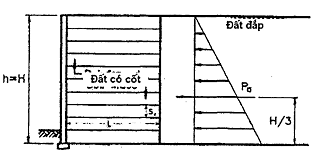 Đất đắp
h=H
Đất có cốt
Pa
S
L
H/3